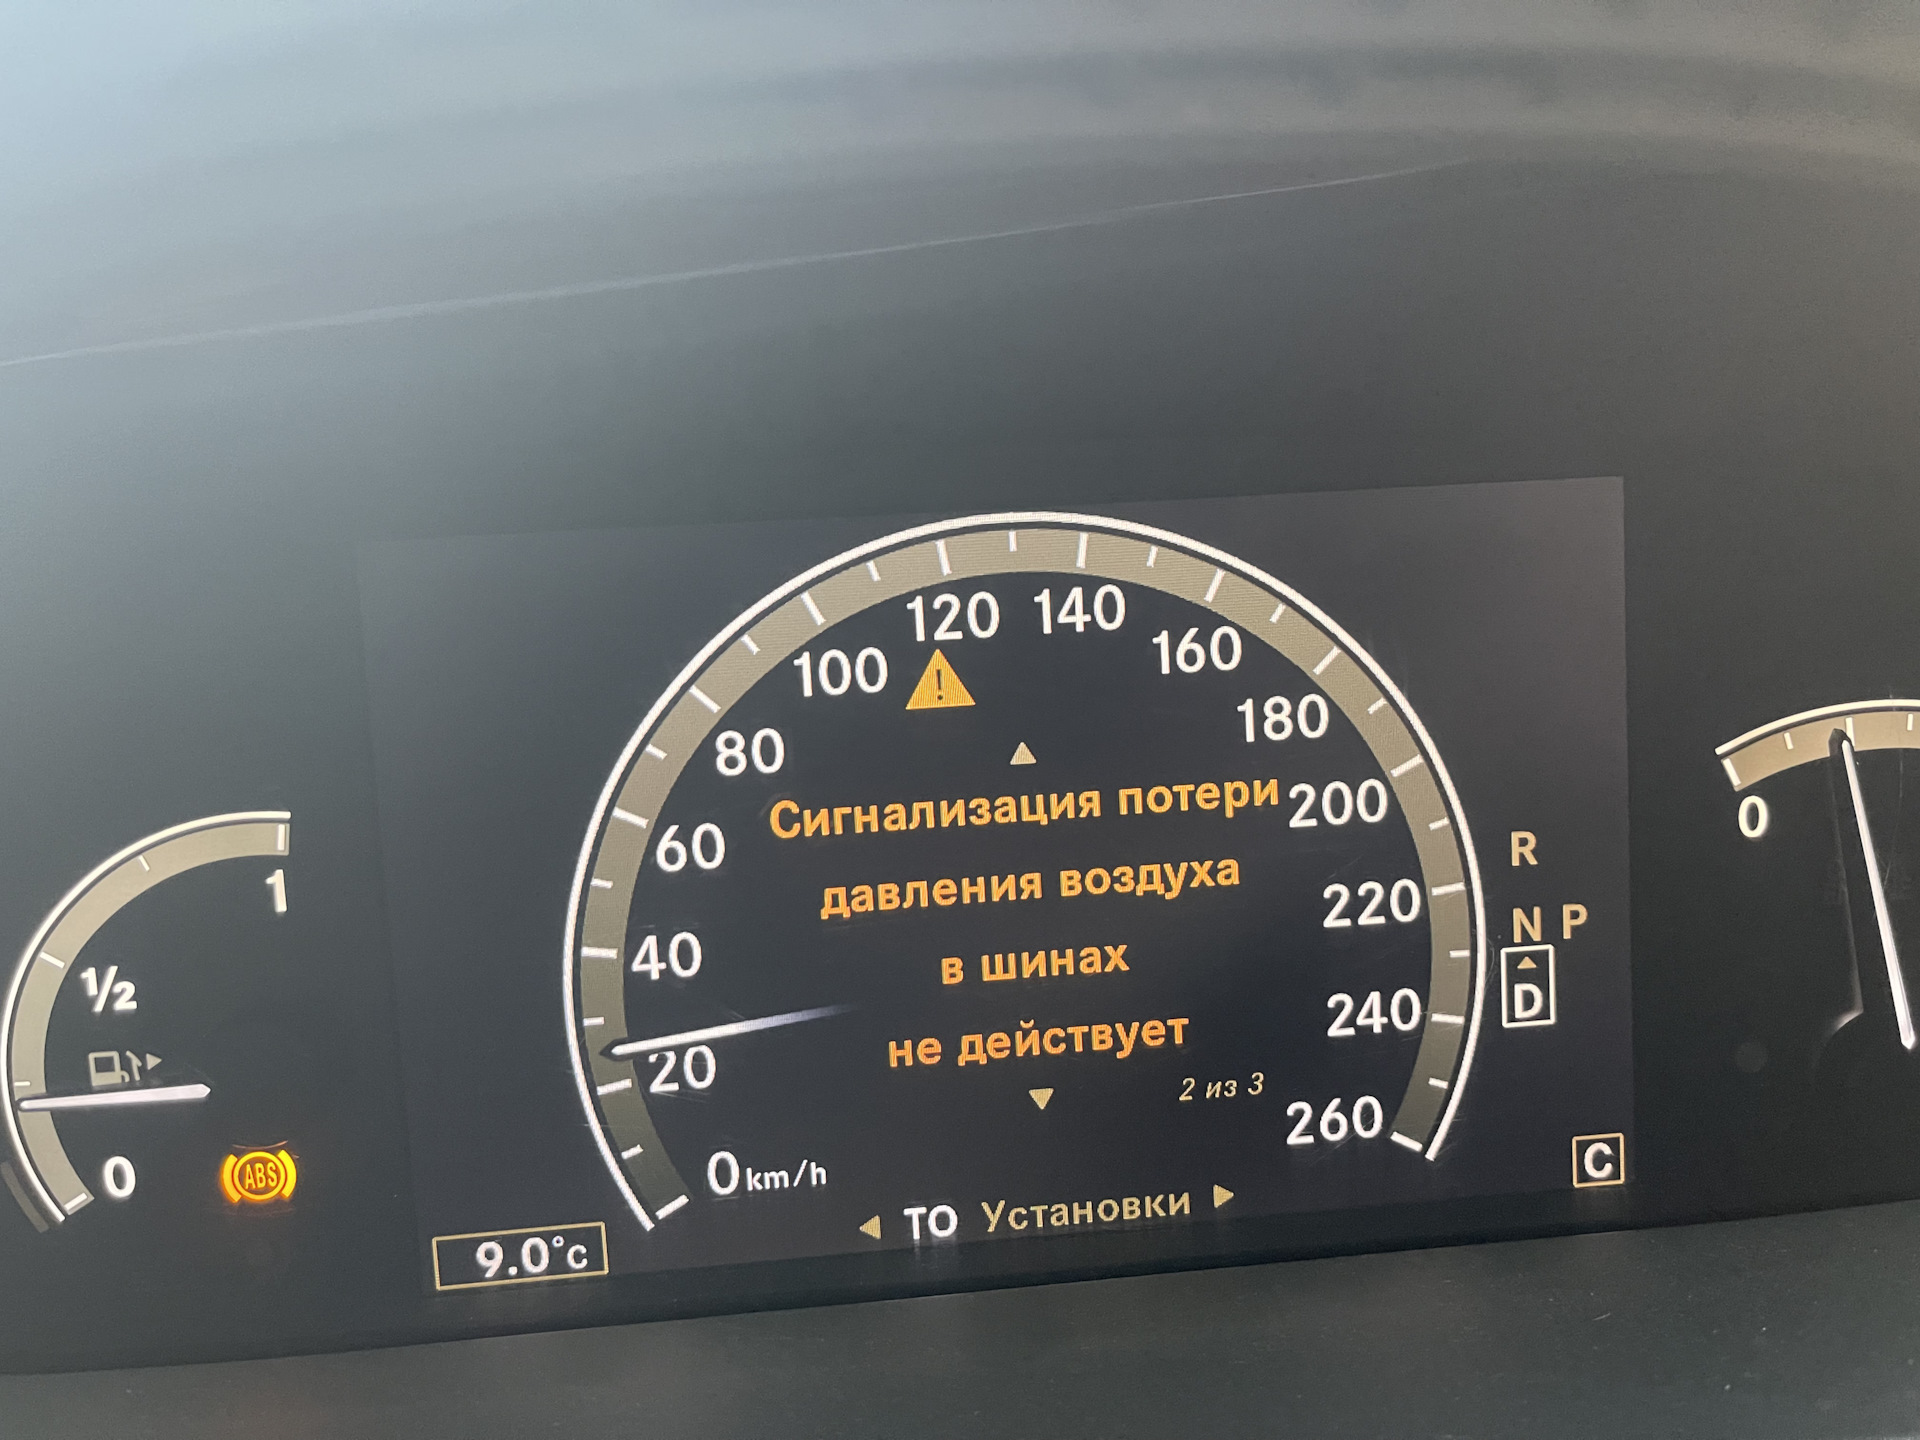 120 140
100 160
80 180
Сигнализация потери
60 200
давления воздуха
40 220
в шинах
не действует
20 240
2 из 3
0 km/h 260
ТО Установки
9.0°C
1
½
0
ABS
R
N P
D
C
0